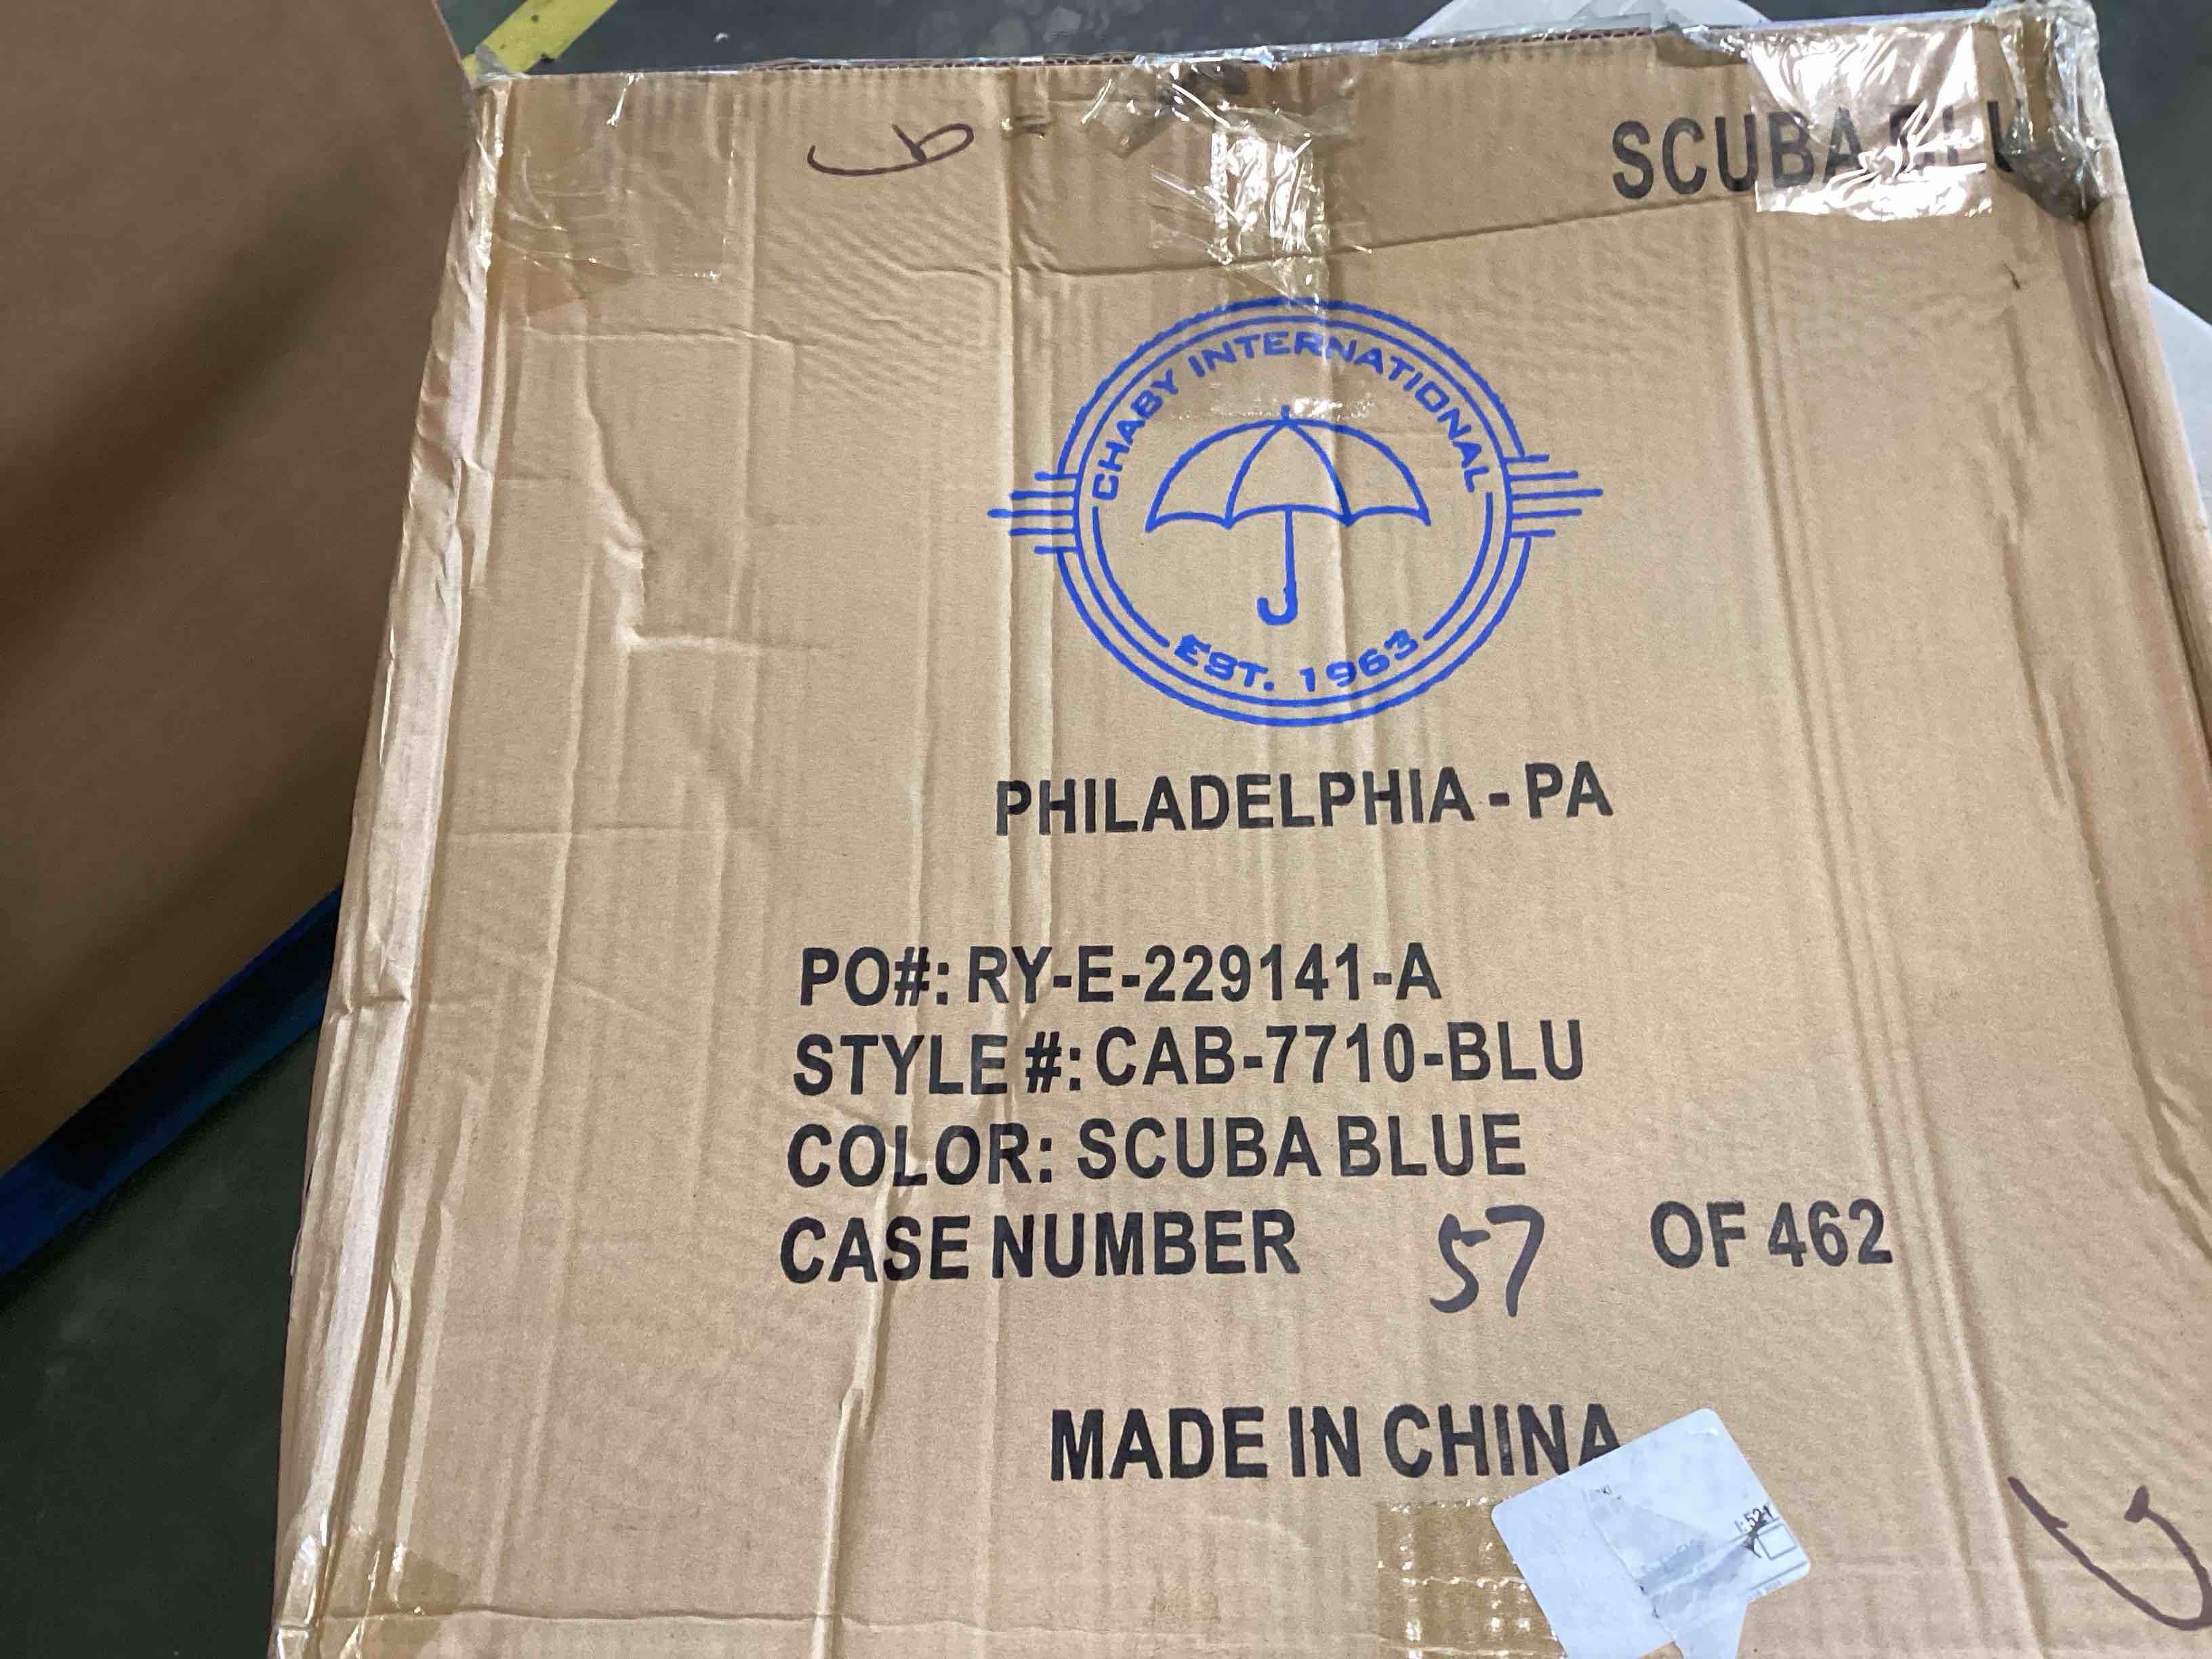 SCUBA BLU
CHABY INTERNATIONAL
EST. 1963
PHILADELPHIA - PA
PO#: RY-E-229141-A
STYLE #: CAB-7710-BLU
COLOR: SCUBA BLUE
CASE NUMBER 57 OF 462
MADE IN CHINA